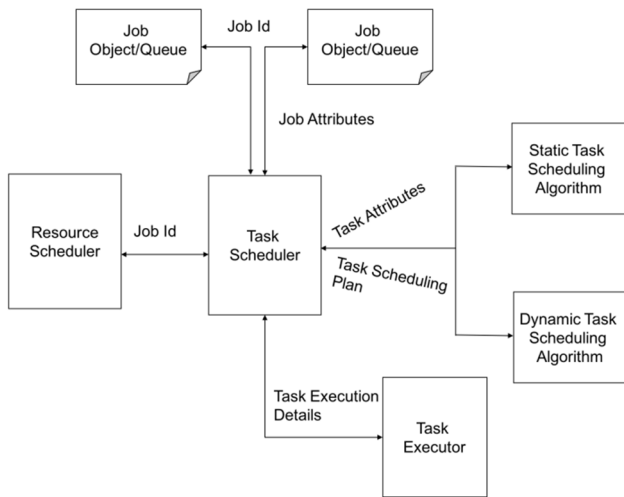 Job
Object/Queue
Job Id
Job
Object/Queue
Job Attributes
Static Task
Scheduling
Algorithm
Resource
Scheduler
Job Id
Task
Scheduler
Task Attributes
Task Scheduling
Plan
Dynamic Task
Scheduling
Algorithm
Task Execution
Details
Task
Executor